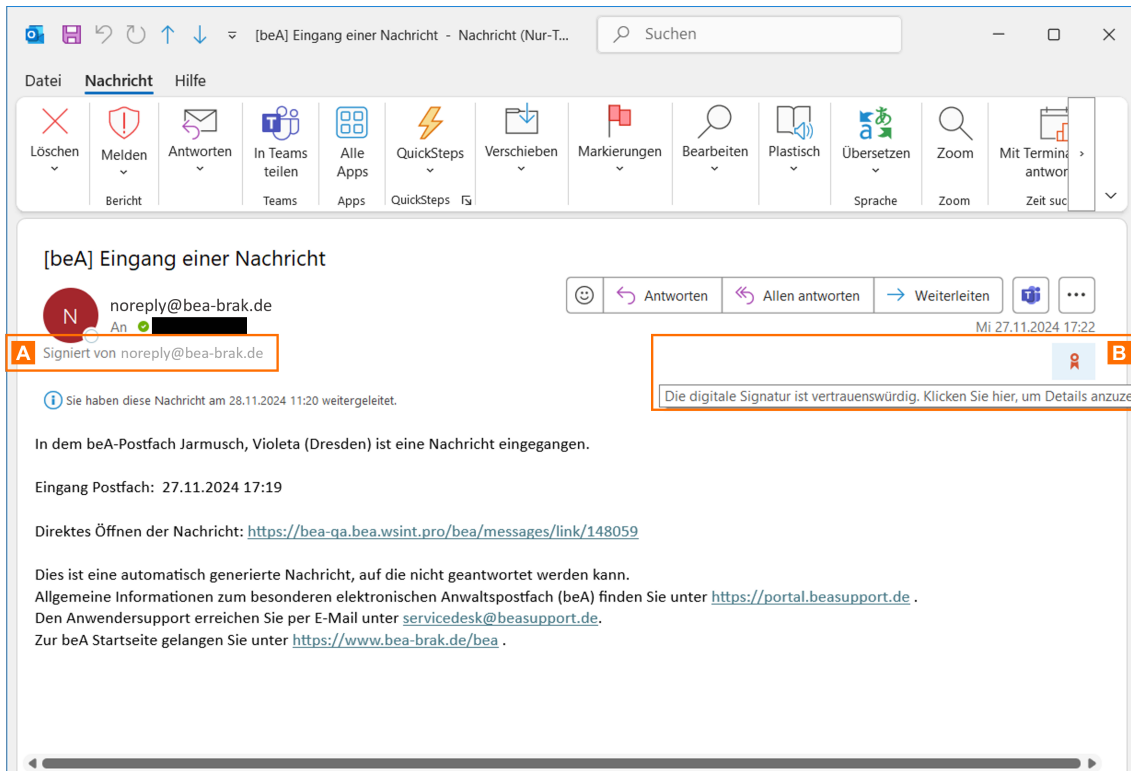 [beA] Eingang einer Nachricht - Nachricht (Nur-T...
Suchen
Datei Nachricht Hilfe
Löschen
Melden
Antworten
In Teams
teilen
Alle
Apps
QuickSteps
Verschieben
Markierungen
Bearbeiten
Plastisch
Übersetzen
Zoom
Mit Termin
antwor
Bericht Teams Apps QuickSteps Sprache Zoom Zeit suc
[beA] Eingang einer Nachricht
N
noreply@bea-brak.de
An
Antworten Allen antworten Weiterleiten
Mi 27.11.2024 17:22
A Signiert von noreply@bea-brak.de
B
Die digitale Signatur ist vertrauenswürdig. Klicken Sie hier, um Details anzuze
Sie haben diese Nachricht am 28.11.2024 11:20 weitergeleitet.
In dem beA-Postfach Jarmusch, Violeta (Dresden) ist eine Nachricht eingegangen.
Eingang Postfach: 27.11.2024 17:19
Direktes Öffnen der Nachricht: https://bea-qa.bea.wsint.pro/bea/messages/link/148059
Dies ist eine automatisch generierte Nachricht, auf die nicht geantwortet werden kann.
Allgemeine Informationen zum besonderen elektronischen Anwaltspostfach (beA) finden Sie unter https://portal.beasupport.de .
Den Anwendersupport erreichen Sie per E-Mail unter servicedesk@beasupport.de.
Zur beA Startseite gelangen Sie unter https://www.bea-brak.de/bea .